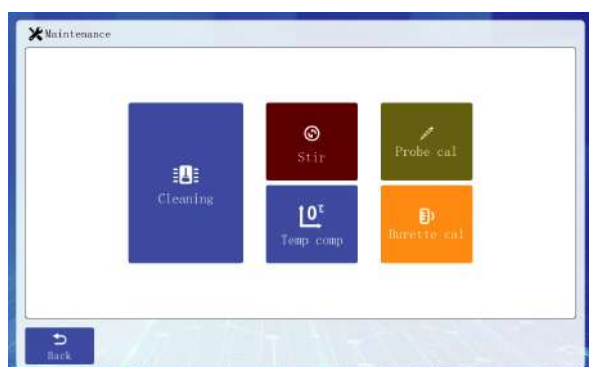 Maintenance
Cleaning
Stir
Probe cal
Temp comp
Burette cal
Back